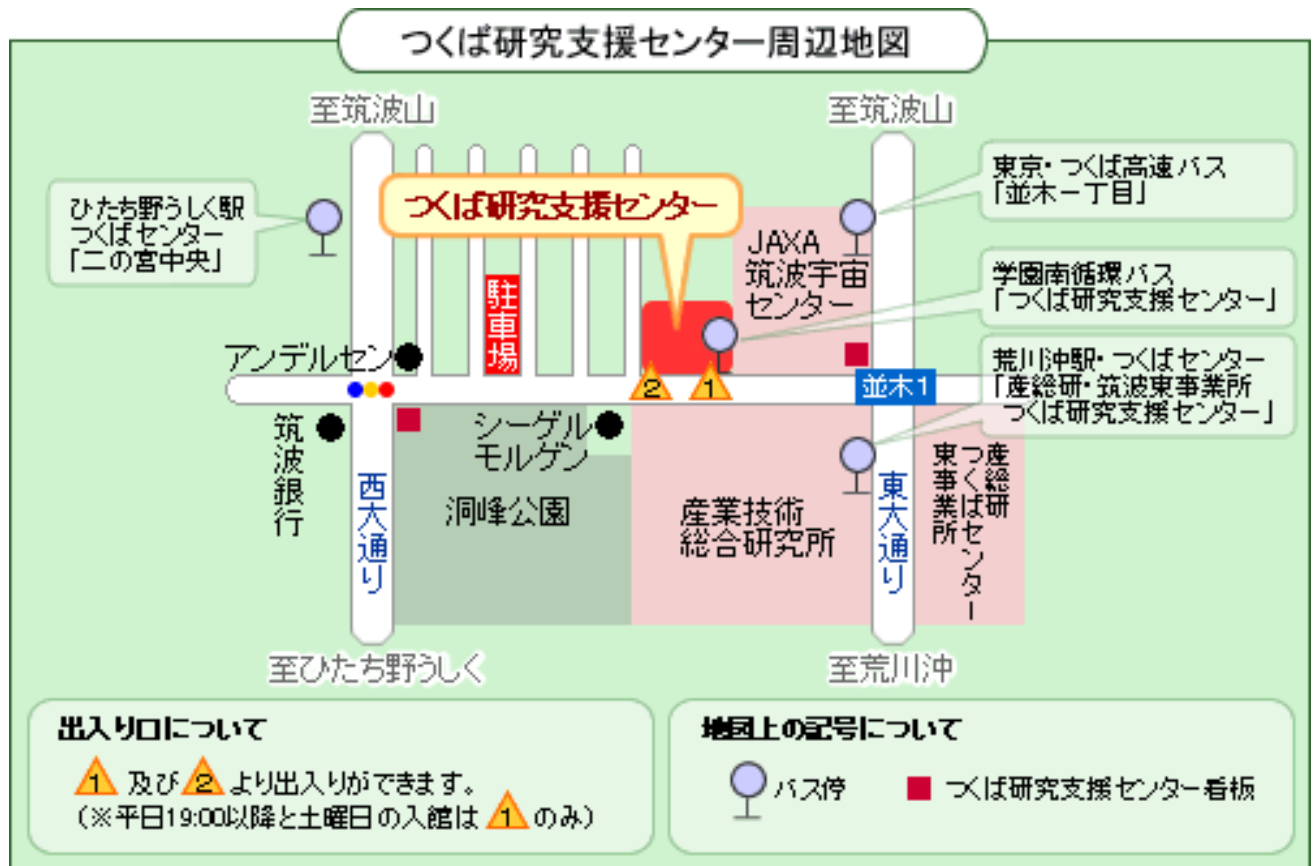 つくば研究支援センター周辺地図
至筑波山
至筑波山
ひたち野うしく駅
つくばセンター
「二の宮中央」
つくば研究支援センター
東京・つくば高速バス
「並木一丁目」
JAXA
筑波宇宙
センター
学園南循環バス
「つくば研究支援センター」
駐車場
アンデルセン
2
1
並木1
荒川沖駅・つくばセンター
「産総研・筑波東事業所
つくば研究支援センター」
筑波銀行
シーゲル
モルゲン
西大通り
洞峰公園
産業技術
総合研究所
東大通り
産総研
つくばセンター
東事業所
至ひたち野うしく
至荒川沖
出入り口について
1 及び 2 より出入りができます。
（※平日19:00以降と土曜日の入館は 1 のみ）
地図上の記号について
バス停
つくば研究支援センター看板